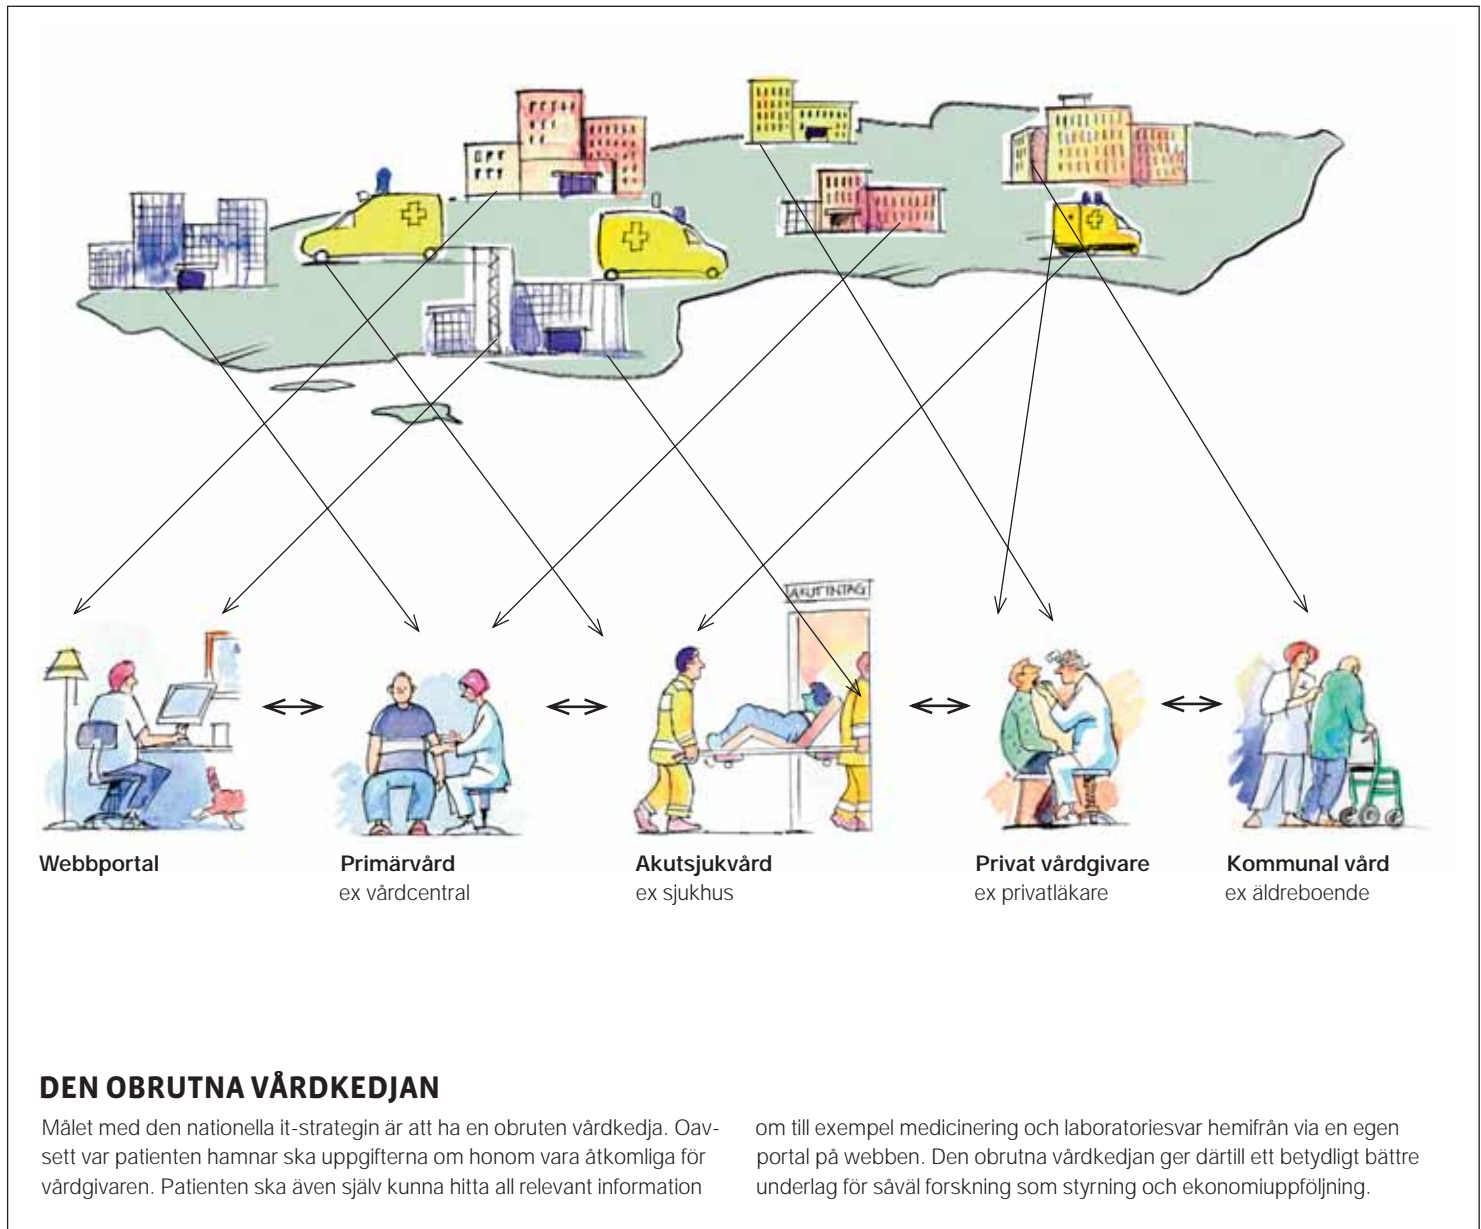 AKUTINTAG
Webbportal
Primärvård
ex vårdcentral
Akutsjukvård
ex sjukhus
Privat vårdgivare
ex privatläkare
Kommunal vård
ex äldreboende
DEN OBRUTNA VÅRDKEDJAN
Målet med den nationella it-strategin är att ha en obruten vårdkedja. Oav-
sett var patienten hamnar ska uppgifterna om honom vara åtkomliga för
vårdgivaren. Patienten ska även själv kunna hitta all relevant information
om till exempel medicinering och laboratoriesvar hemifrån via en egen
portal på webben. Den obrutna vårdkedjan ger därtill ett betydligt bättre
underlag för såväl forskning som styrning och ekonomiuppföljning.